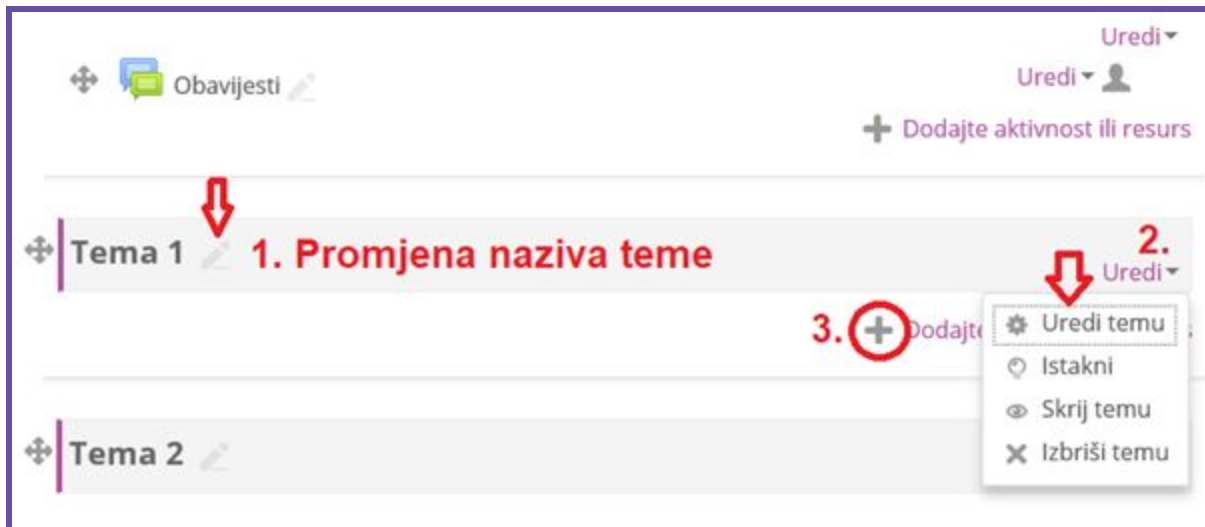 Uredi
Obavijesti
Uredi
Dodajte aktivnost ili resurs
Tema 1
1. Promjena naziva teme
2.
Uredi
3.
Dodajte
s
Uredi temu
Istakni
Skrij temu
Izbriši temu
Tema 2